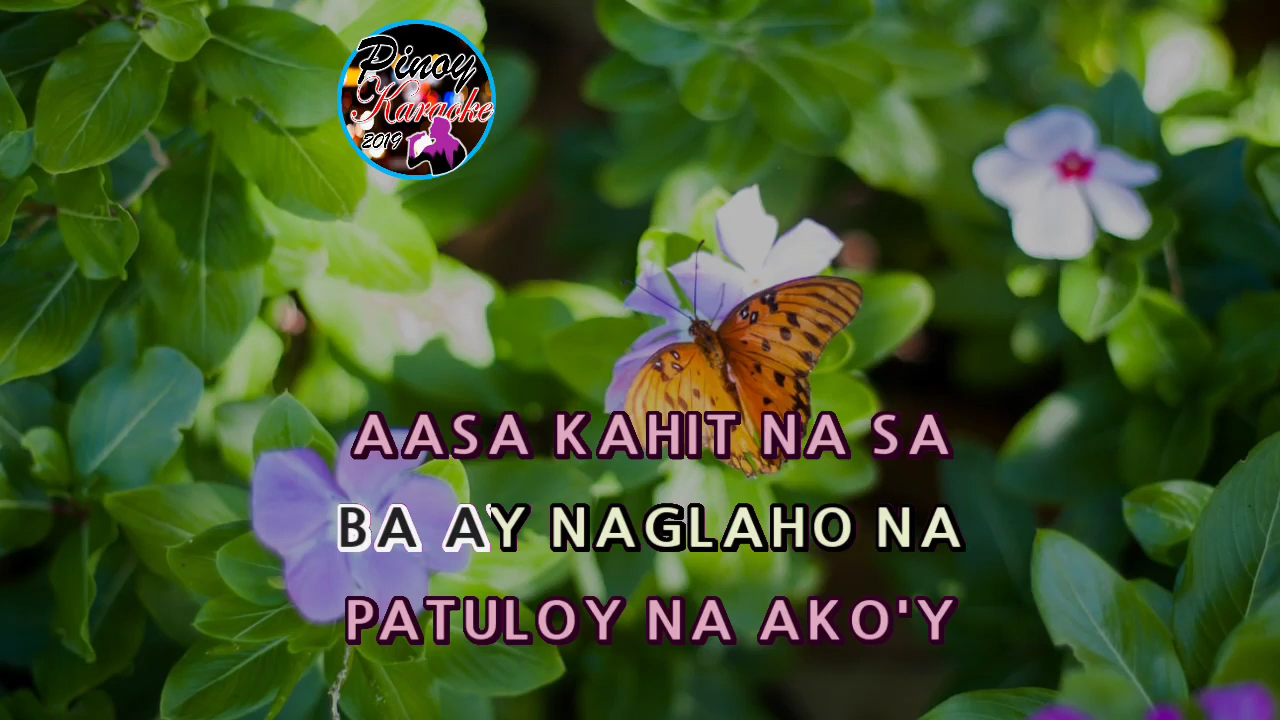 Pinoy
Karaoke
2019
AASA KAHIT NA SA
BA AY NAGLAHO NA
PATULOY NA AKO'Y